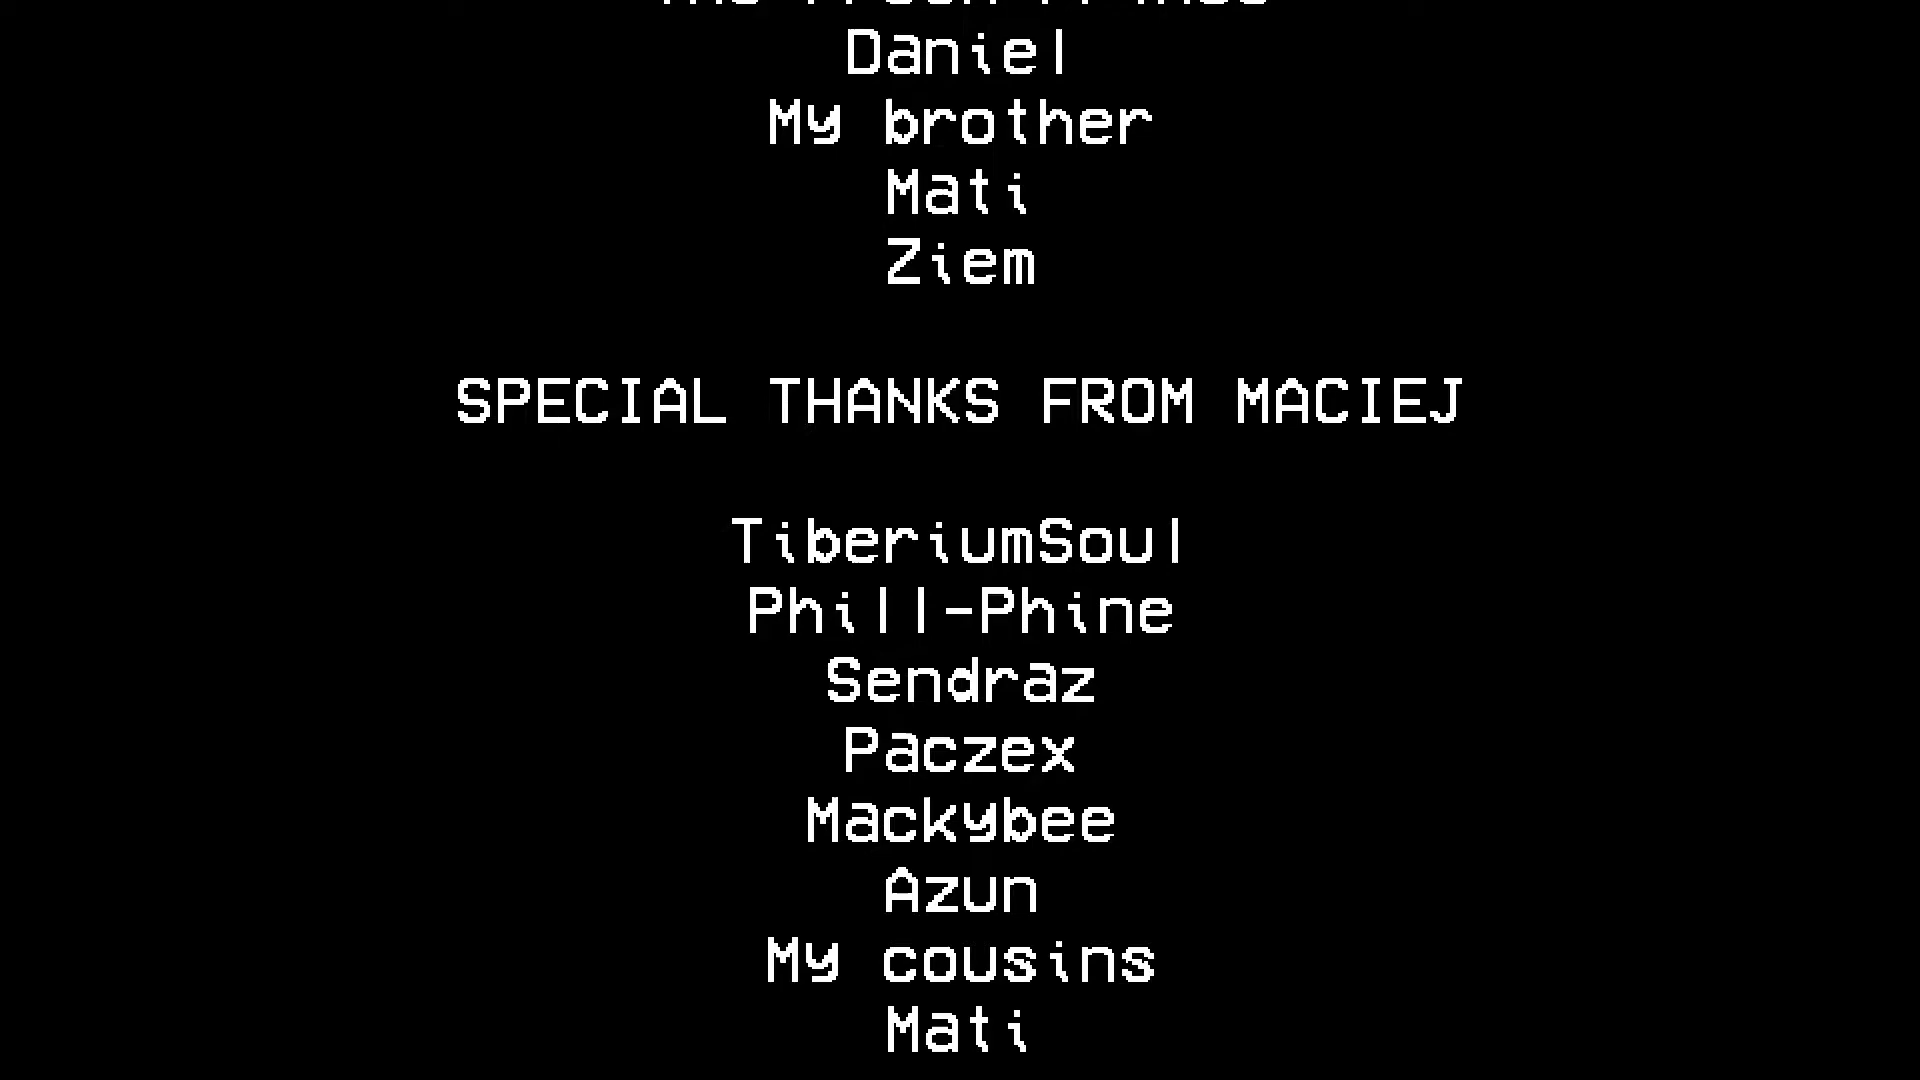 Daniel
My brother
Mati
Ziem
SPECIAL THANKS FROM MACIEJ
TiberiumSoul
Phill-Phine
Sendraz
Paczex
Mackybee
Azun
My cousins
Mati